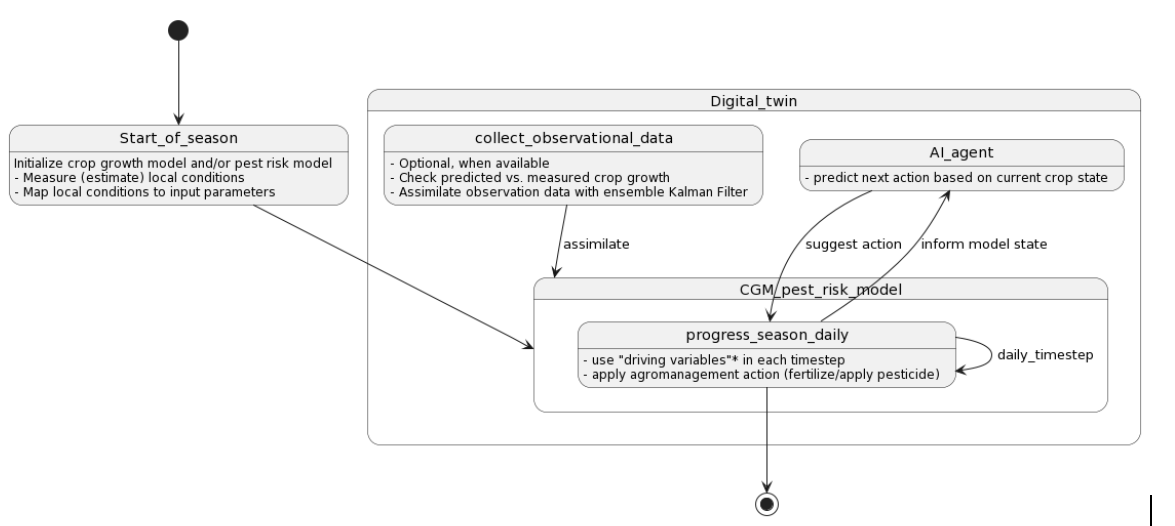 Digital_twin
Start_of_season
Initialize crop growth model and/or pest risk model
- Measure (estimate) local conditions
- Map local conditions to input parameters
collect_observational_data
- Optional, when available
- Check predicted vs. measured crop growth
- Assimilate observation data with ensemble Kalman Filter
AI_agent
- predict next action based on current crop state
assimilate
suggest action
inform model state
CGM_pest_risk_model
progress_season_daily
- use "driving variables"* in each timestep
- apply agromanagement action (fertilize/apply pesticide)
daily_timestep